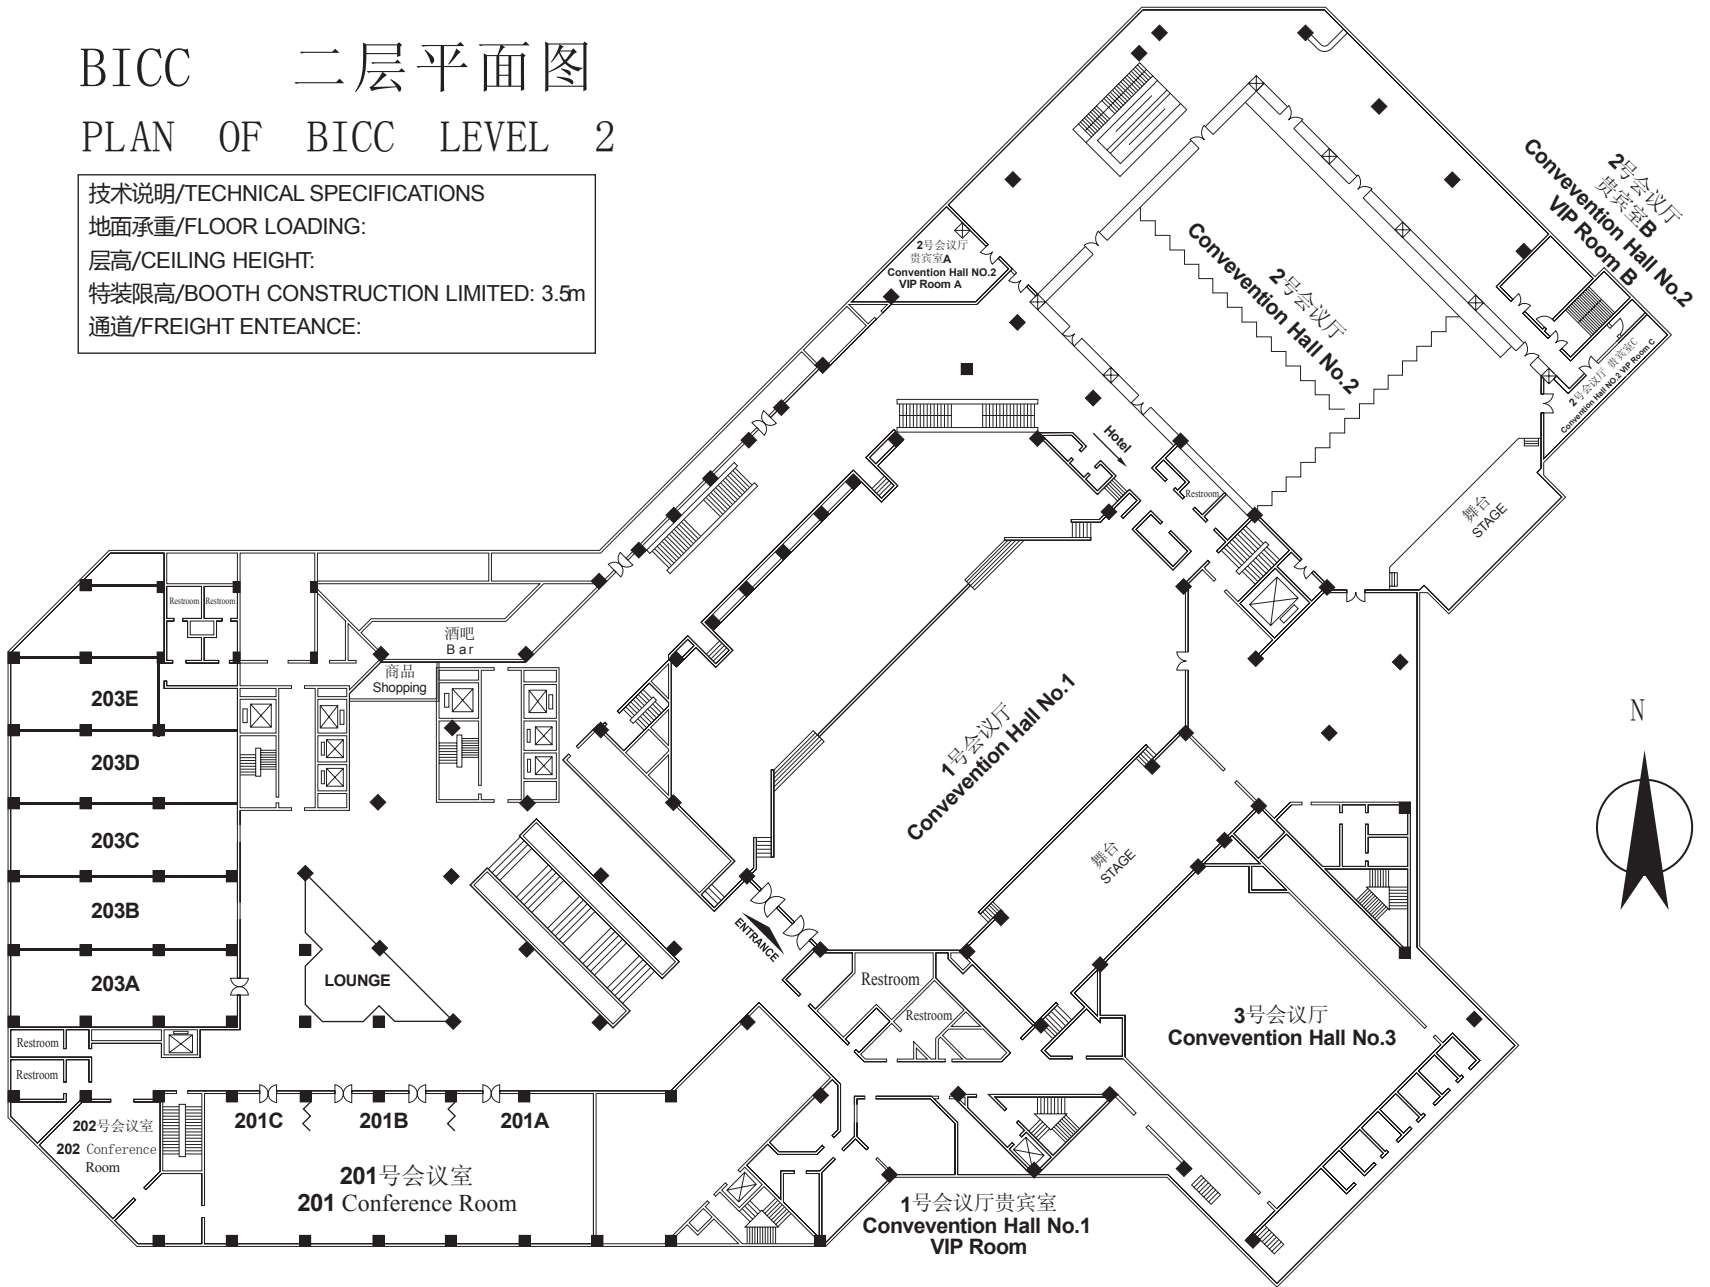 BICC 二层平面图
PLAN OF BICC LEVEL 2
技术说明/TECHNICAL SPECIFICATIONS
地面承重/FLOOR LOADING:
层高/CEILING HEIGHT:
特装限高/BOOTH CONSTRUCTION LIMITED: 3.5m
通道/FREIGHT ENTEANCE:
2号会议厅
贵宾室B
Convevention Hall No.2
VIP Room B
2号会议厅
贵宾室A
Convention Hall NO.2
VIP Room A
2号会议厅
Convevention Hall No.2
2号会议厅 贵宾室C
Convention Hall NO.2 VIP Room C
Hotel
Restroom
舞台
STAGE
Restroom
Restroom
酒吧
Bar
商品
Shopping
203E
203D
203C
203B
203A
1号会议厅
Convevention Hall No.1
N
舞台
STAGE
ENTRANCE
LOUNGE
Restroom
Restroom
3号会议厅
Convevention Hall No.3
Restroom
Restroom
202号会议室
202 Conference
Room
201C
201B
201A
201号会议室
201 Conference Room
1号会议厅贵宾室
Convevention Hall No.1
VIP Room